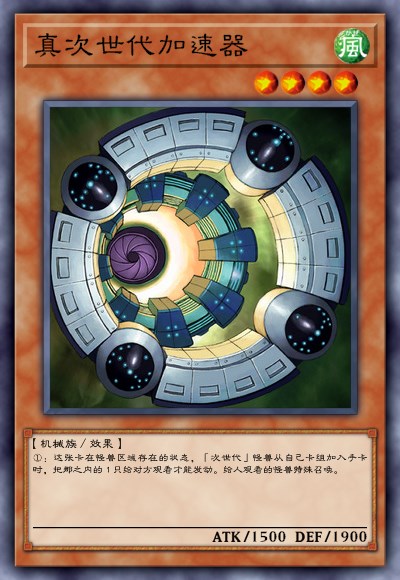 真次世代加速器
風
【机械族／效果】
①：这张卡在怪兽区域存在的状态，「次世代」怪兽从自己卡组加入手卡
时，把那之内的１只给对方观看才能发动。给人观看的怪兽特殊召唤。
ATK/1500 DEF/1900